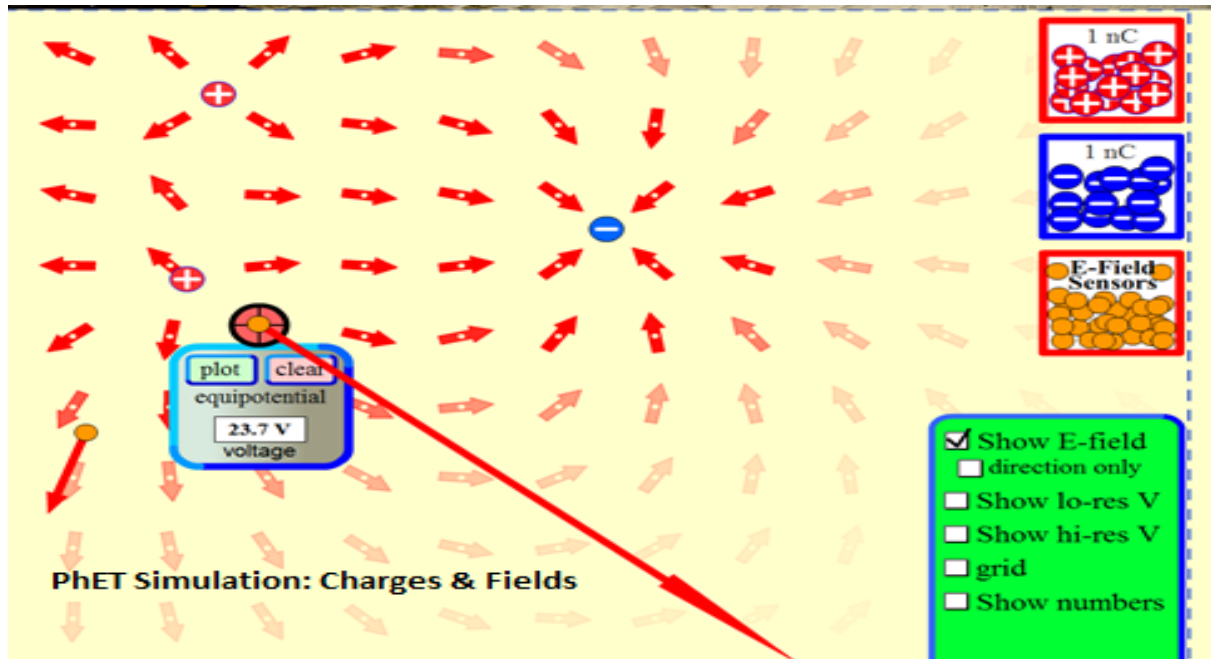 1 nC
1 nC
E-Field
Sensors
plot clear
equipotential
23.7 V
voltage
Show E-field
direction only
Show lo-res V
Show hi-res V
grid
Show numbers
PhET Simulation: Charges & Fields